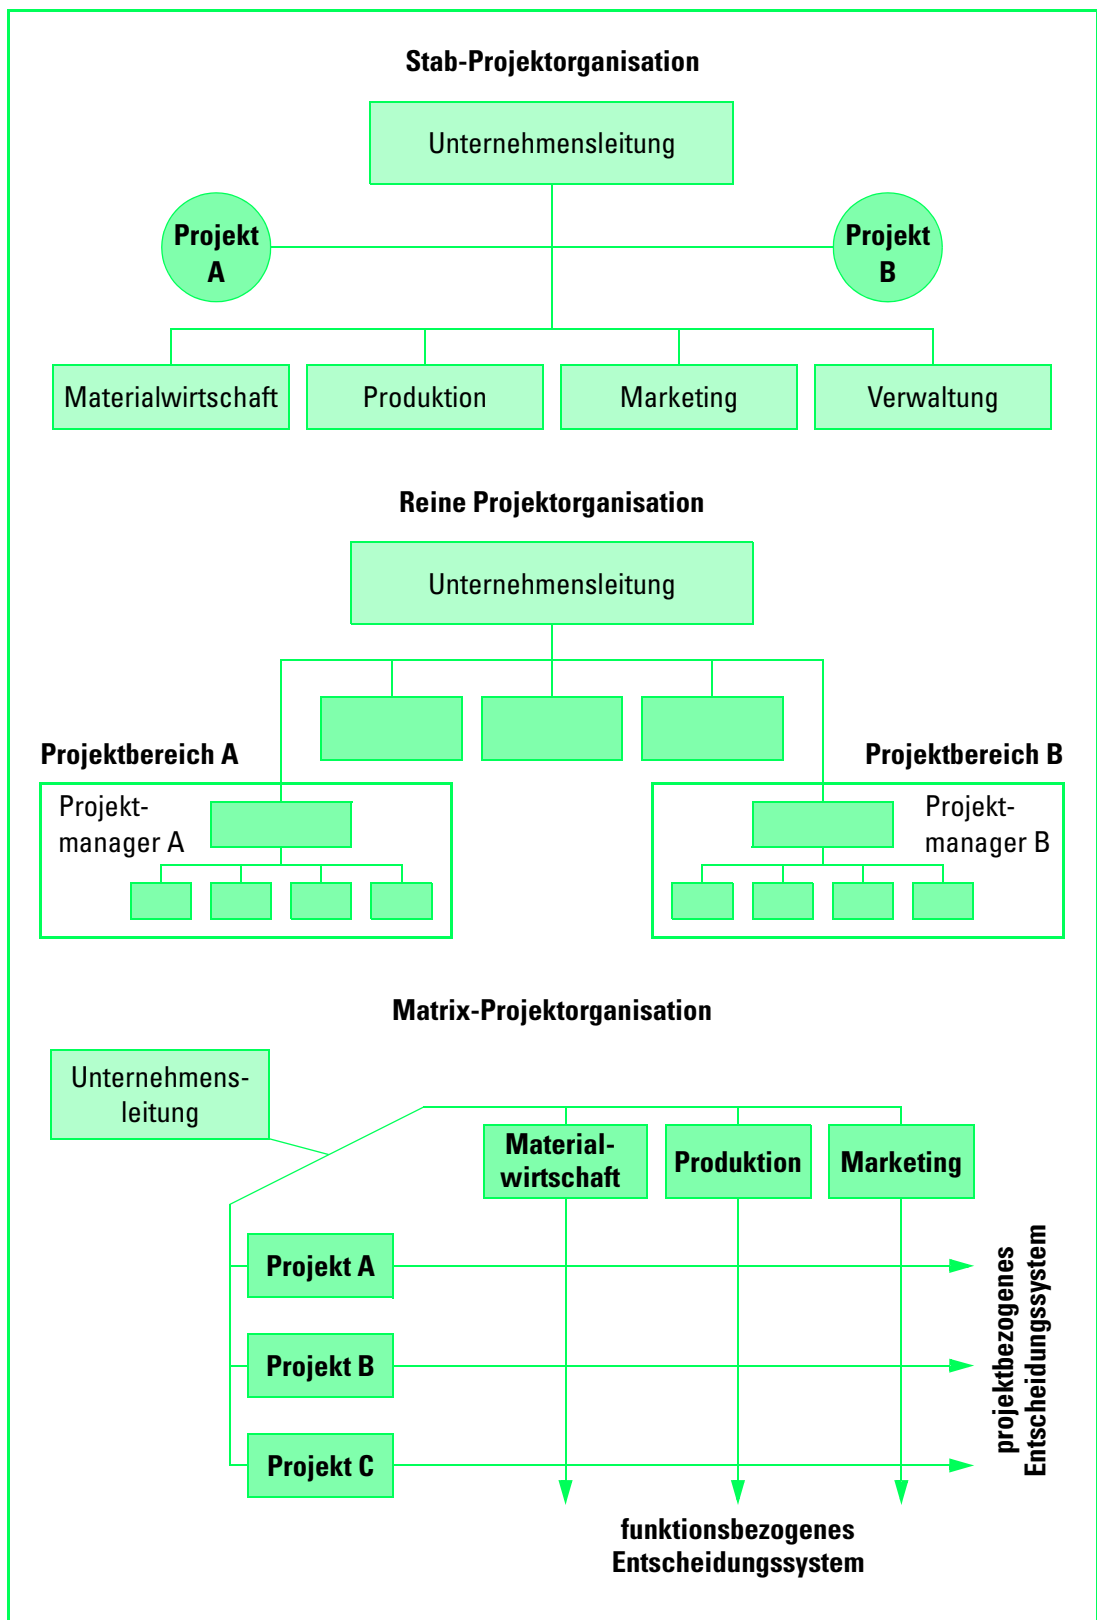 Stab-Projektorganisation
Unternehmensleitung
Projekt
A
Projekt
B
Materialwirtschaft
Produktion
Marketing
Verwaltung
Reine Projektorganisation
Unternehmensleitung
Projektbereich A
Projektbereich B
Projekt-
manager A
Projekt-
manager B
Matrix-Projektorganisation
Unternehmens-
leitung
Material-
wirtschaft
Produktion
Marketing
Projekt A
Projekt B
Projekt C
projektbezogenes
Entscheidungssystem
funktionsbezogenes
Entscheidungssystem